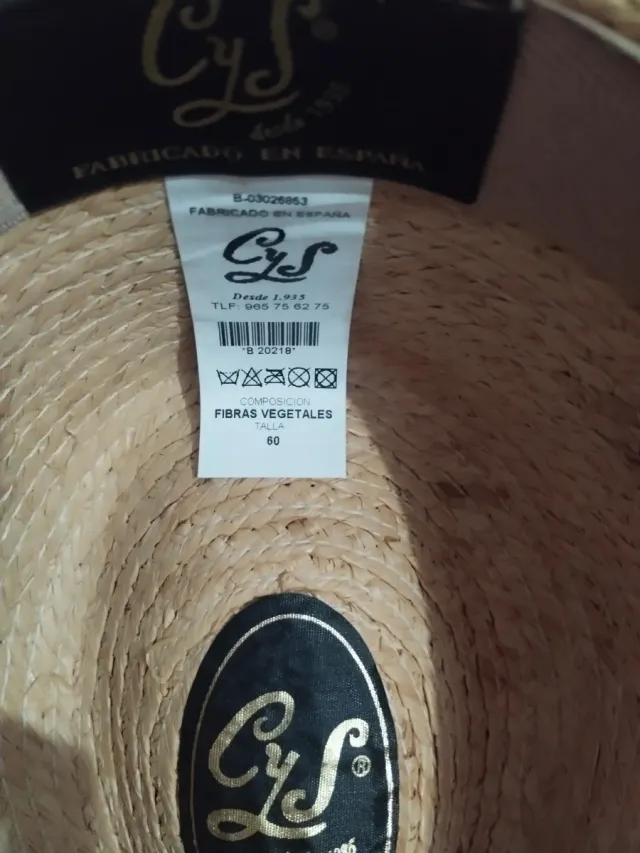 CyS
desde 1935
FABRICADO EN ESPAÑA
B-03026863
FABRICADO EN ESPAÑA
CyS
Desde 1.935
TLF: 965 75 62 75
*B 20218*
COMPOSICION
FIBRAS VEGETALES
TALLA
60
CyS®